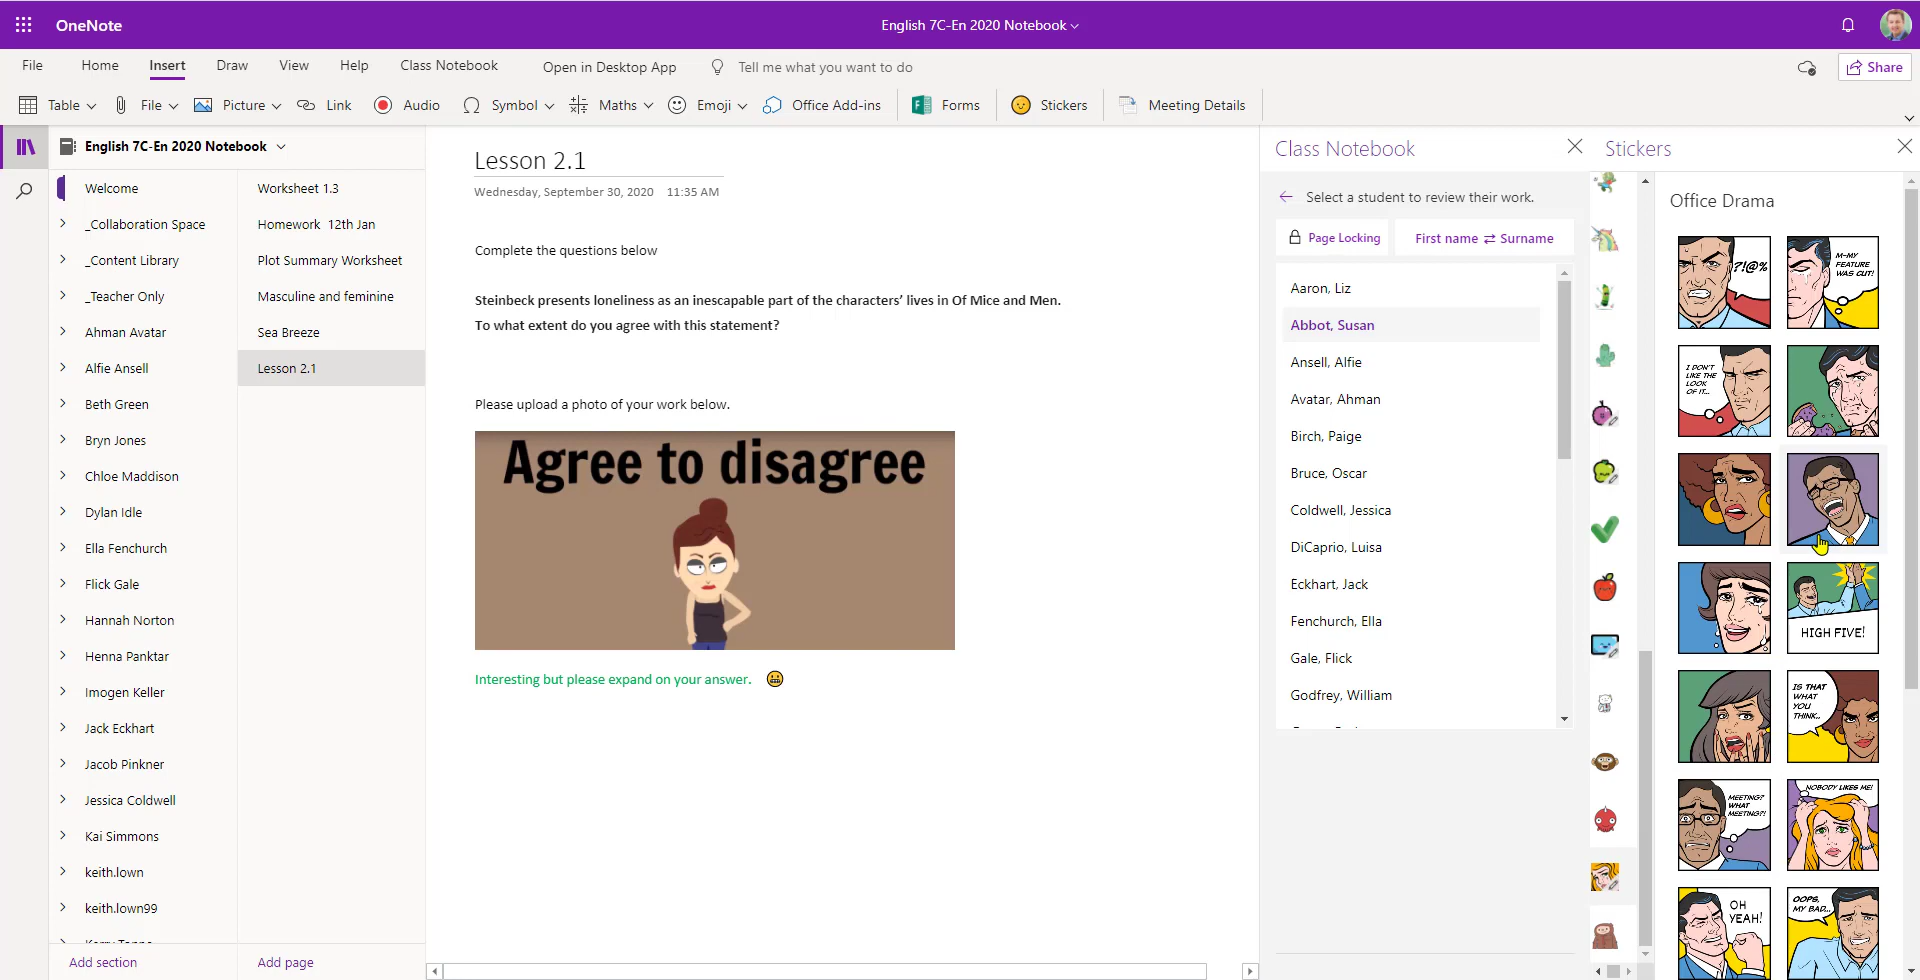 OneNote
English 7C-En 2020 Notebook
File
Home
Insert
Draw
View
Help
Class Notebook
Open in Desktop App
Tell me what you want to do
Share
Table
File
Picture
Link
Audio
Symbol
Maths
Emoji
Office Add-ins
Forms
Stickers
Meeting Details
English 7C-En 2020 Notebook
Welcome
_Collaboration Space
_Content Library
_Teacher Only
Ahman Avatar
Alfie Ansell
Beth Green
Bryn Jones
Chloe Maddison
Dylan Idle
Ella Fenchurch
Flick Gale
Hannah Norton
Henna Panktar
Imogen Keller
Jack Eckhart
Jacob Pinkner
Jessica Coldwell
Kai Simmons
keith.lown
keith.lown99
Add section
Worksheet 1.3
Homework 12th Jan
Plot Summary Worksheet
Masculine and feminine
Sea Breeze
Lesson 2.1
Add page
Lesson 2.1
Wednesday, September 30, 2020 11:35 AM
Complete the questions below
Steinbeck presents loneliness as an inescapable part of the characters’ lives in Of Mice and Men.
To what extent do you agree with this statement?
Please upload a photo of your work below.
Agree to disagree
Interesting but please expand on your answer.
Class Notebook
Select a student to review their work.
Page Locking
First name ⇄ Surname
Aaron, Liz
Abbot, Susan
Ansell, Alfie
Avatar, Ahman
Birch, Paige
Bruce, Oscar
Coldwell, Jessica
DiCaprio, Luisa
Eckhart, Jack
Fenchurch, Ella
Gale, Flick
Godfrey, William
Stickers
Office Drama
?!@%
M-MY
FEATURE
WAS CUT!
I DON'T
LIKE THE
LOOK
OF IT...
HIGH FIVE!
IS THAT
WHAT
YOU
THINK..
MEETING?
WHAT
MEETING?!
NOBODY LIKES ME!
OH
YEAH!
OOPS,
MY BAD...